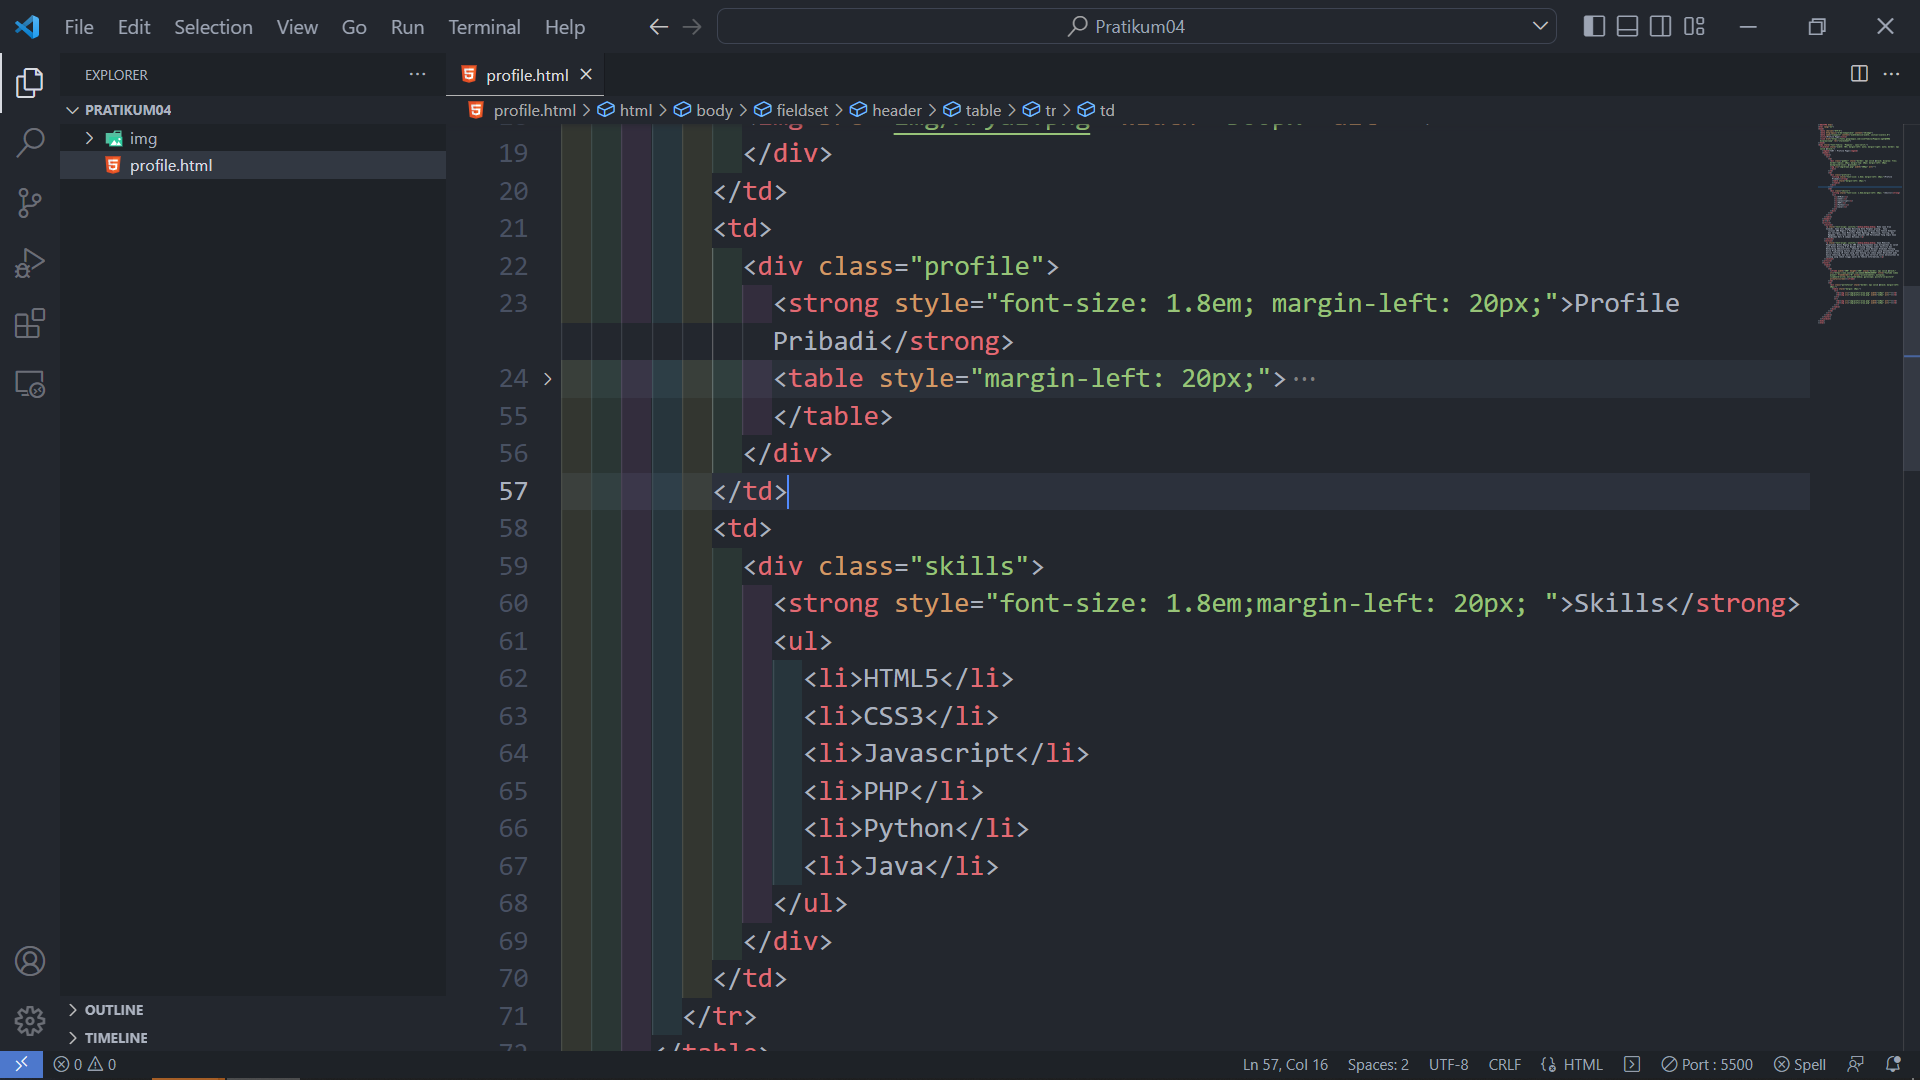 File Edit Selection View Go Run Terminal Help
Pratikum04
EXPLORER
profile.html
PRATIKUM04
img
profile.html
profile.html > html > body > fieldset > header > table > tr > td
19 </div>
20 </td>
21 <td>
22 <div class="profile">
23 <strong style="font-size: 1.8em; margin-left: 20px;">Profile
Pribadi</strong>
24 <table style="margin-left: 20px;">···
55 </table>
56 </div>
57 </td>
58 <td>
59 <div class="skills">
60 <strong style="font-size: 1.8em;margin-left: 20px; ">Skills</strong>
61 <ul>
62 <li>HTML5</li>
63 <li>CSS3</li>
64 <li>Javascript</li>
65 <li>PHP</li>
66 <li>Python</li>
67 <li>Java</li>
68 </ul>
69 </div>
70 </td>
71 </tr>
72 </table>
OUTLINE
TIMELINE
0 0
Ln 57, Col 16 Spaces: 2 UTF-8 CRLF HTML Port : 5500 Spell